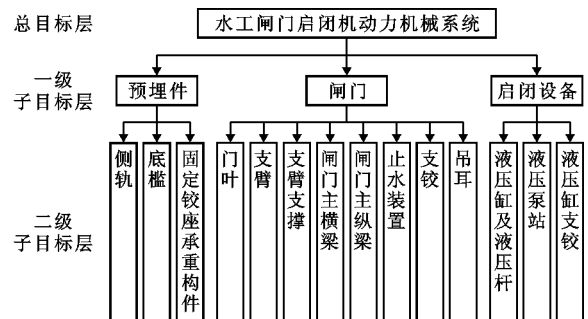 总目标层
水工闸门启闭机动力机械系统
一级
子目标层
预埋件
闸门
启闭设备
二级
子目标层
侧轨
底槛
固定铰座承重构件
门叶
支臂
支臂支撑
闸门主横梁
闸门主纵梁
止水装置
支铰
吊耳
液压缸及液压杆
液压泵站
液压缸支铰